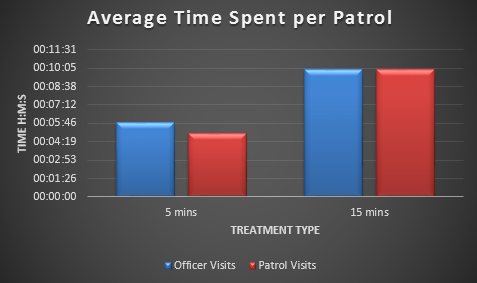 Average Time Spent per Patrol
TIME H:M:S
00:11:31
00:10:05
00:08:38
00:07:12
00:05:46
00:04:19
00:02:53
00:01:26
00:00:00
5 mins
15 mins
TREATMENT TYPE
Officer Visits
Patrol Visits